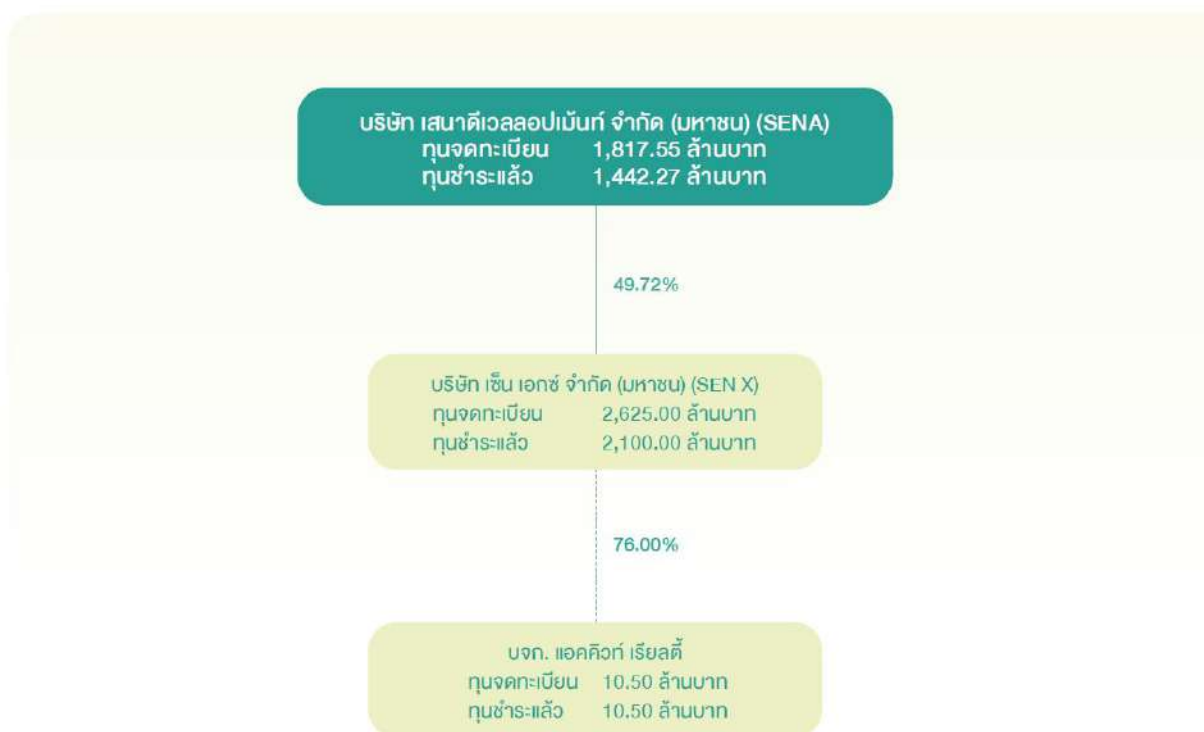 บริษัท เสนาดีเวลลอปเม้นท์ จำกัด (มหาชน) (SENA)
ทุนจดทะเบียน 1,817.55 ล้านบาท
ทุนชำระแล้ว 1,442.27 ล้านบาท
49.72%
บริษัท เซ็น เอกซ์ จำกัด (มหาชน) (SEN X)
ทุนจดทะเบียน 2,625.00 ล้านบาท
ทุนชำระแล้ว 2,100.00 ล้านบาท
76.00%
บจก. แอคคิวท์ เรียลตี้
ทุนจดทะเบียน 10.50 ล้านบาท
ทุนชำระแล้ว 10.50 ล้านบาท